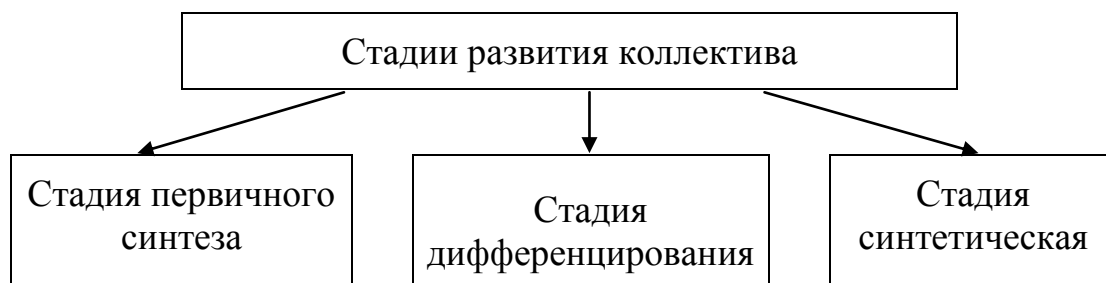 Стадии развития коллектива
Стадия первичного
синтеза
Стадия
дифференцирования
Стадия
синтетическая